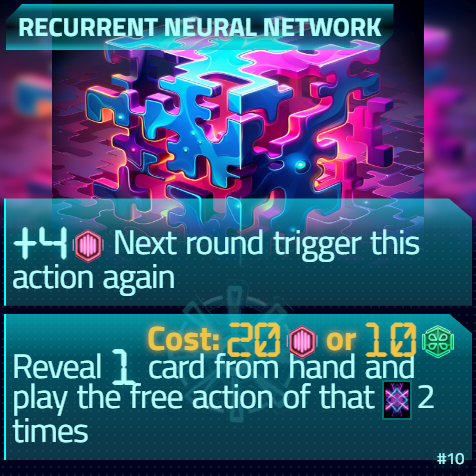 RECURRENT NEURAL NETWORK
+4 Next round trigger this
action again
Cost: 20 or 10
Reveal 1 card from hand and
play the free action of that 2
times
#10